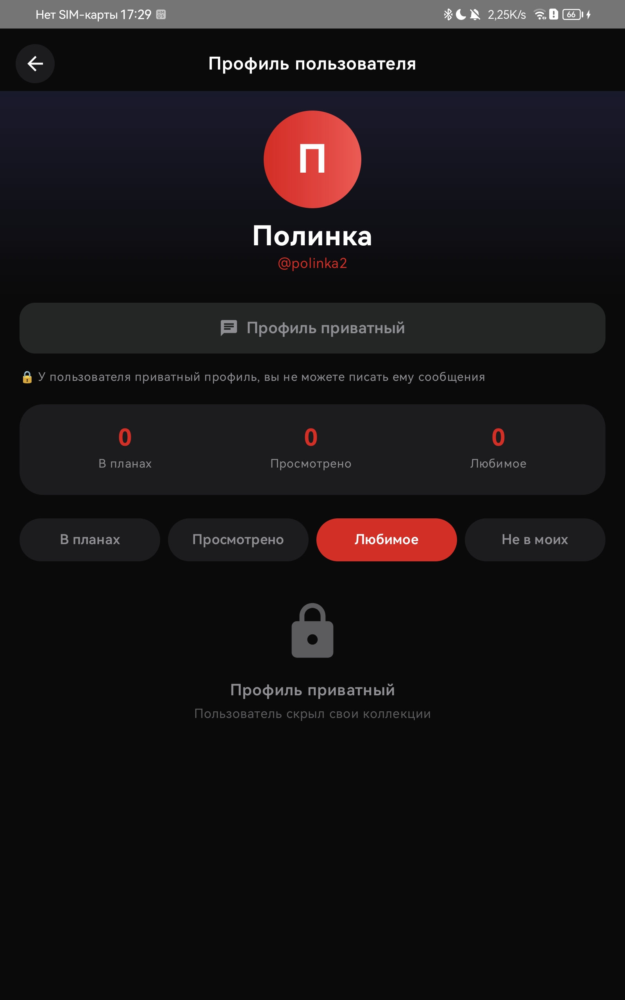 Нет SIM-карты 17:29 HM OS 2,25K/s 66
Профиль пользователя
П
Полинка
@polinka2
Профиль приватный
🔒 У пользователя приватный профиль, вы не можете писать ему сообщения
0 0 0
В планах Просмотрено Любимое
В планах Просмотрено Любимое Не в моих
Профиль приватный
Пользователь скрыл свои коллекции